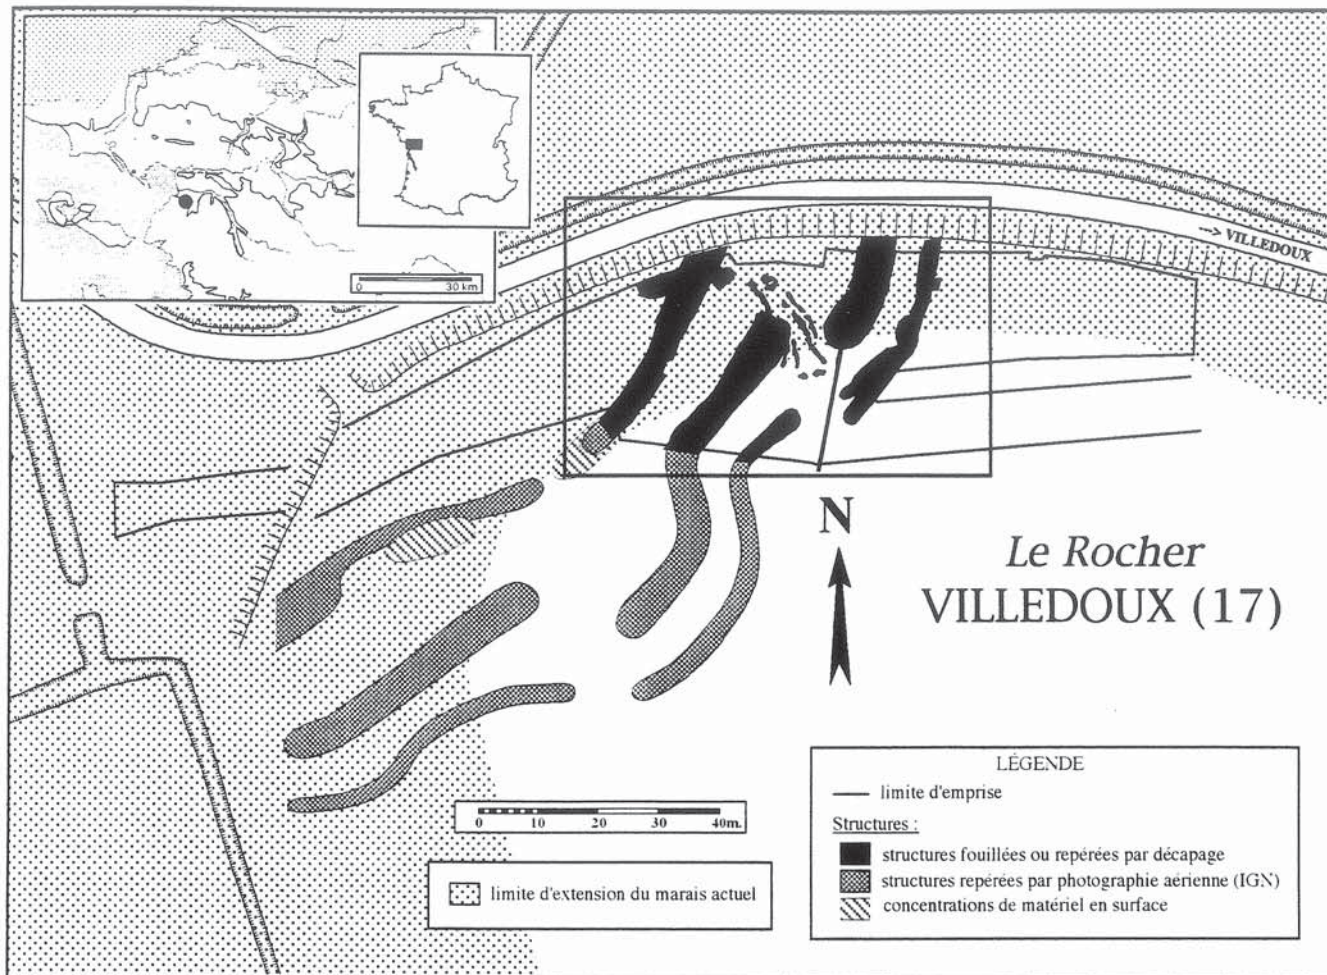 0
30 km
→ VILLEDOUX
N
Le Rocher
VILLEDOUX (17)
0 10 20 30 40m.
limite d'extension du marais actuel
LÉGENDE
limite d'emprise
Structures :
structures fouillées ou repérées par décapage
structures repérées par photographie aérienne (IGN)
concentrations de matériel en surface